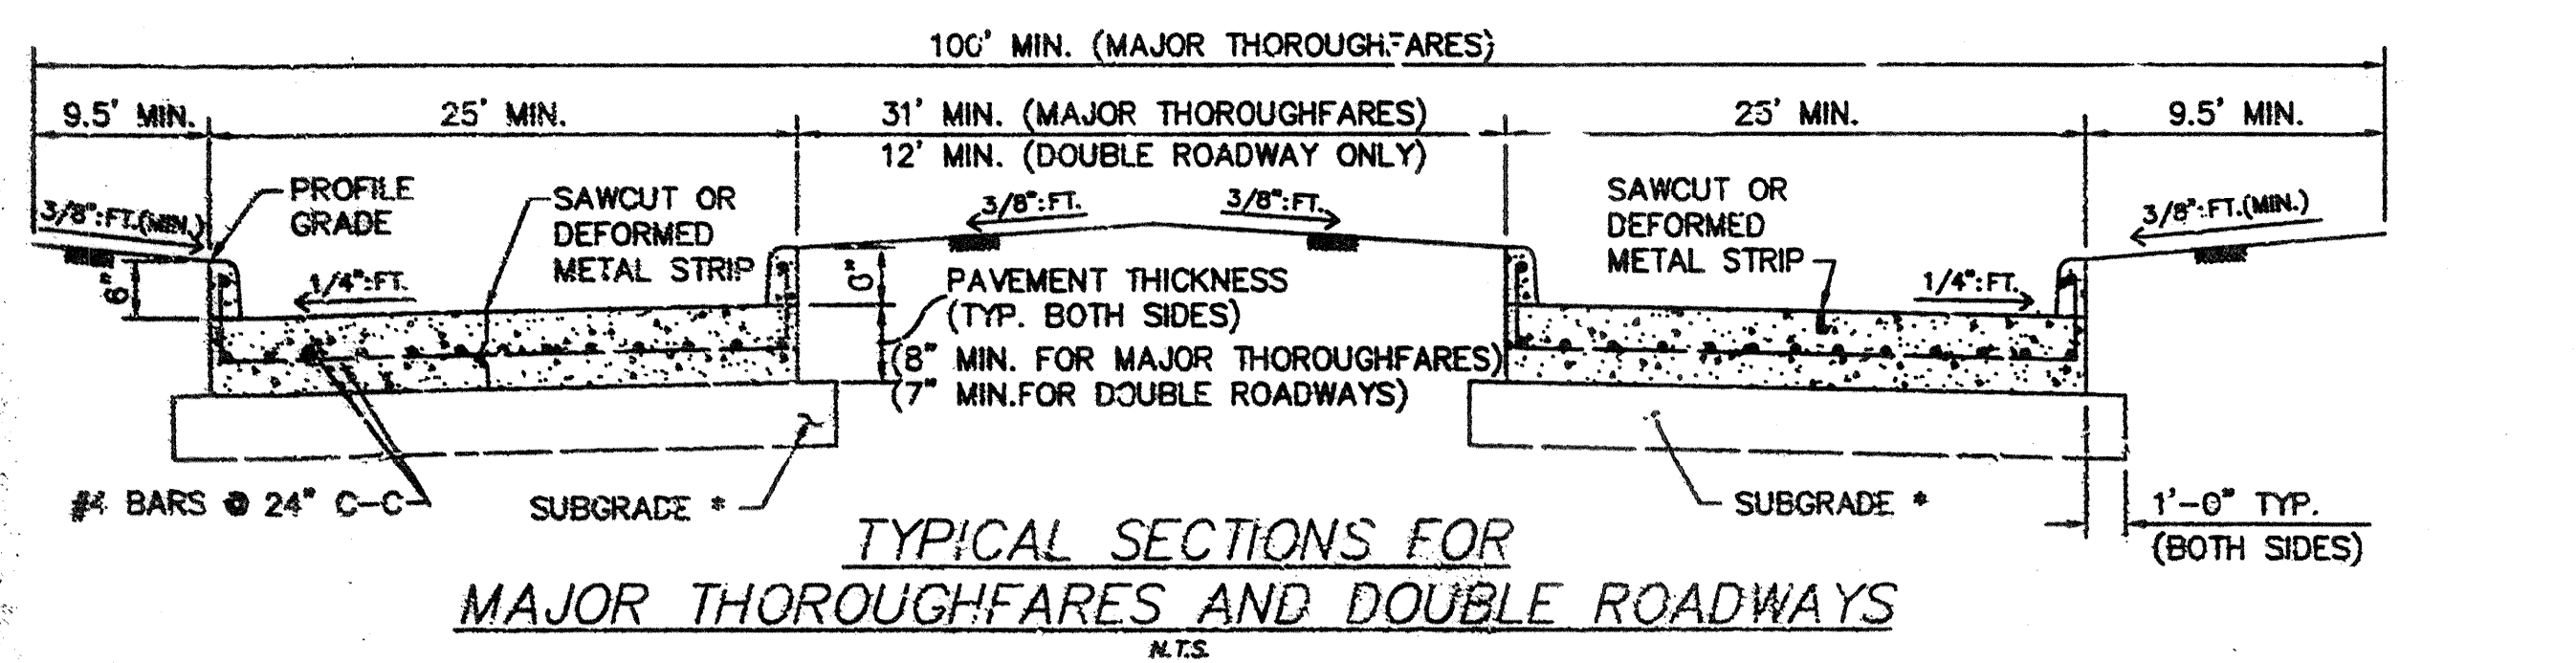 100' MIN. (MAJOR THOROUGHFARES)
9.5' MIN.
25' MIN.
31' MIN. (MAJOR THOROUGHFARES)
12' MIN. (DOUBLE ROADWAY ONLY)
25' MIN.
9.5' MIN.
3/8":FT.(MIN.)
PROFILE
GRADE
SAWCUT OR
DEFORMED
METAL STRIP
3/8":FT.
3/8":FT.
SAWCUT OR
DEFORMED
METAL STRIP
3/8":FT.(MIN.)
6"
1/4":FT.
6"
PAVEMENT THICKNESS
(TYP. BOTH SIDES)
(8" MIN. FOR MAJOR THOROUGHFARES)
(7" MIN.FOR DOUBLE ROADWAYS)
1/4":FT.
#4 BARS @ 24" C-C
SUBGRADE *
SUBGRADE *
1'-0" TYP.
(BOTH SIDES)
TYPICAL SECTIONS FOR
MAJOR THOROUGHFARES AND DOUBLE ROADWAYS
N.T.S.